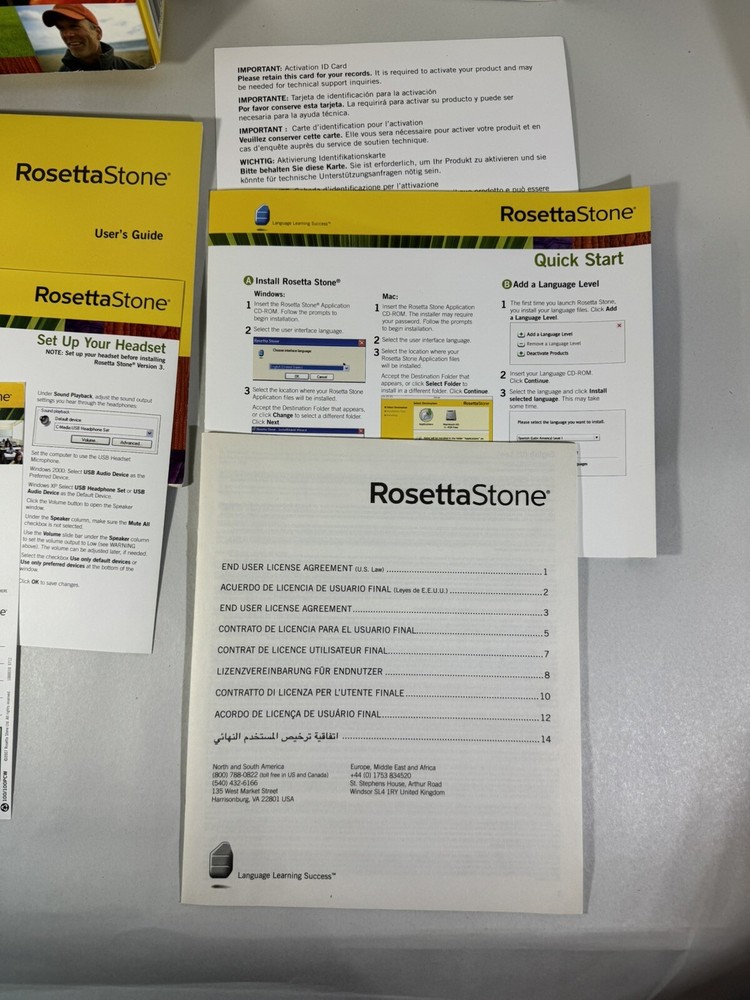 IMPORTANT: Activation ID Card
Please retain this card for your records. It is required to activate your product and may
be needed for technical support inquiries.
IMPORTANTE: Tarjeta de identificación para la activación
Por favor conserve esta tarjeta. La requirirá para activar su producto y puede ser
necesaria para la ayuda técnica.
IMPORTANT : Carte d'identification pour l'activation
Veuillez conserver cette carte. Elle vous sera nécessaire pour activer votre produit et en
cas d'enquête auprès du service de soutien technique.
WICHTIG: Aktivierung Identifikationskarte
Bitte behalten Sie diese Karte. Sie ist erforderlich, um Ihr Produkt zu aktivieren und sie
könnte für technische Unterstützungsanfragen nötig sein.
RosettaStone®
User's Guide
RosettaStone®
Set Up Your Headset
NOTE: Set up your headset before installing
Rosetta Stone® Version 3.
Under Sound Playback, adjust the sound output
settings you hear through the headphones.
Sound playback
Default device:
C-Media USB Headphone Set
Volume...
Advanced...
Set the computer to use the USB Headset
Microphone.
Windows 2000: Select USB Audio Device as the
Preferred Device.
Windows XP: Select USB Headphone Set or USB
Audio Device as the Default Device.
Click the Volume button to open the Speaker
window.
Under the Speaker column, make sure the Mute All
checkbox is not selected.
Use the Volume slide bar under the Speaker column
to set the volume output to Low (see WARNING
above). The volume can be adjusted later, if needed.
Select the checkbox Use only default devices or
Use only preferred devices at the bottom of the
window.
Click OK to save changes.
Language Learning Success™
RosettaStone®
Quick Start
A Install Rosetta Stone®
Windows:
1 Insert the Rosetta Stone® Application
CD-ROM. Follow the prompts to
begin installation.
2 Select the user interface language.
Rosetta Stone
Choose interface language
OK
Cancel
3 Select the location where your Rosetta Stone
Application files will be installed.
Accept the Destination Folder that appears,
or click Change to select a different folder.
Click Next.
Mac:
1 Insert the Rosetta Stone Application
CD-ROM. The installer may require
your password. Follow the prompts
to begin installation.
2 Select the user interface language.
3 Select the location where your
Rosetta Stone Application files
will be installed.
Accept the Destination Folder that
appears, or click Select Folder to
install in a different folder. Click Continue.
RosettaStone
B Add a Language Level
1 The first time you launch Rosetta Stone,
you install your language files. Click Add
a Language Level.
Add a Language Level
Remove a Language Level
Deactivate Products
2 Insert your Language CD-ROM.
Click Continue.
3 Select the language and click Install
selected language. This may take
some time.
Please select the language you want to install.
RosettaStone®
END USER LICENSE AGREEMENT (U.S. Law) 1
ACUERDO DE LICENCIA DE USUARIO FINAL (Leyes de E.E.U.U.) 2
END USER LICENSE AGREEMENT 3
CONTRATO DE LICENCIA PARA EL USUARIO FINAL 5
CONTRAT DE LICENCE UTILISATEUR FINAL 7
LIZENZVEREINBARUNG FÜR ENDNUTZER 8
CONTRATTO DI LICENZA PER L'UTENTE FINALE 10
ACORDO DE LICENÇA DE USUÁRIO FINAL 12
اتفاقية ترخيص المستخدم النهائي 14
North and South America
(800) 788-0822 (toll free in US and Canada)
(540) 432-6166
135 West Market Street
Harrisonburg, VA 22801 USA
Europe, Middle East and Africa
+44 (0) 1753 834520
St. Stephens House, Arthur Road
Windsor SL4 1RY United Kingdom
Language Learning Success™